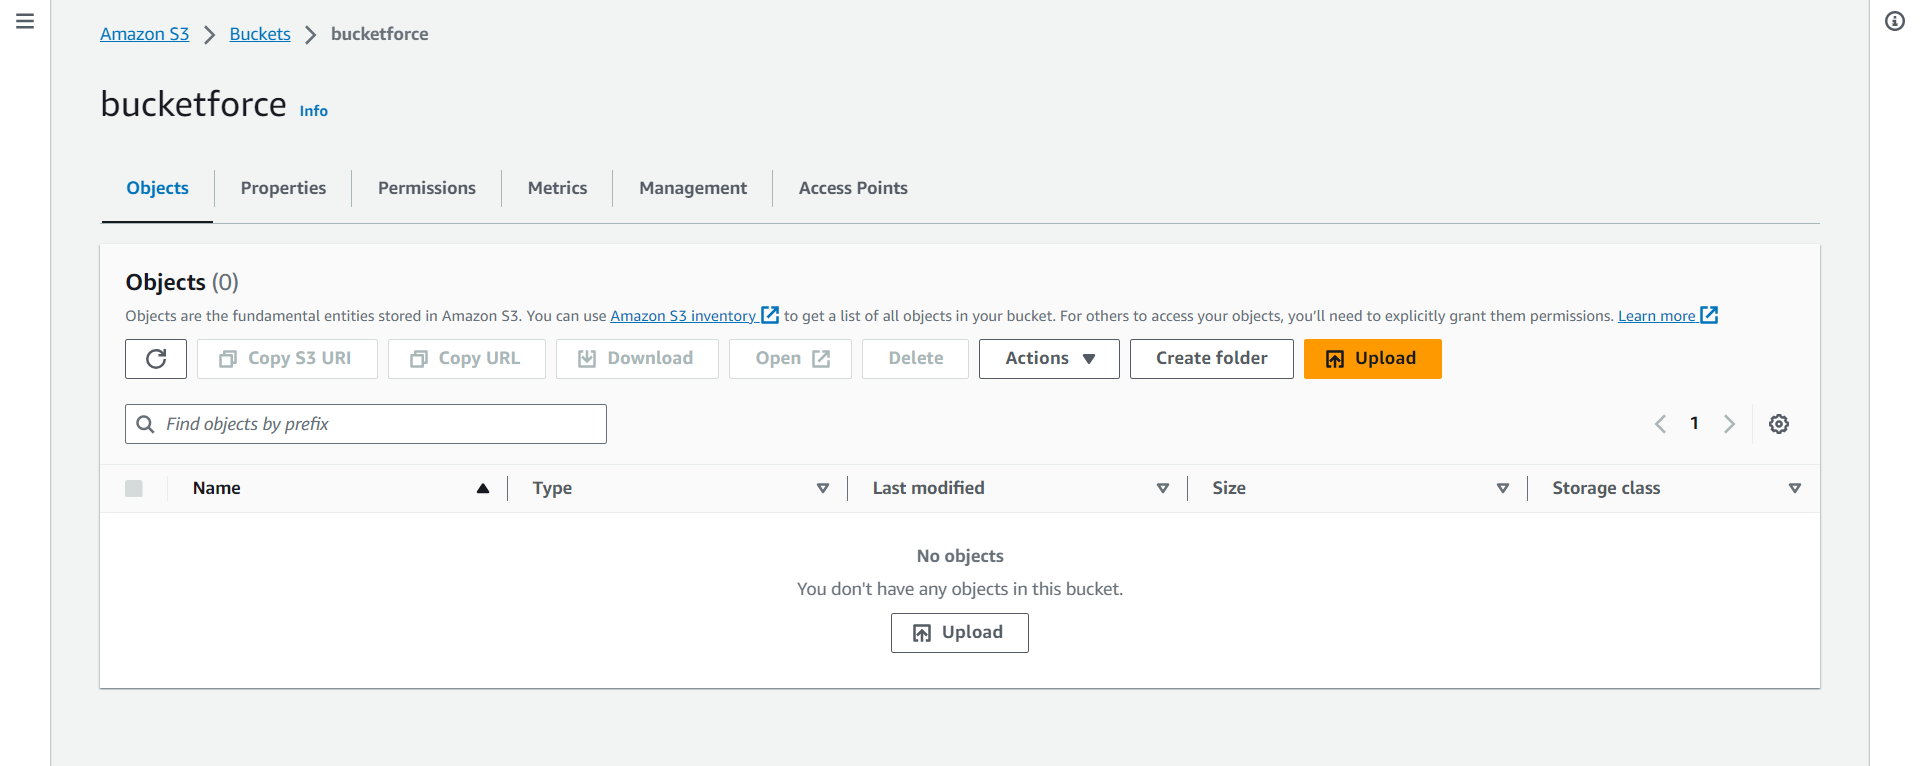 Amazon S3 Buckets bucketforce
bucketforce Info
Objects Properties Permissions Metrics Management Access Points
Objects (0)
Objects are the fundamental entities stored in Amazon S3. You can use Amazon S3 inventory to get a list of all objects in your bucket. For others to access your objects, you'll need to explicitly grant them permissions. Learn more
Copy S3 URI Copy URL Download Open Delete Actions Create folder Upload
Find objects by prefix 1
Name Type Last modified Size Storage class
No objects
You don't have any objects in this bucket.
Upload